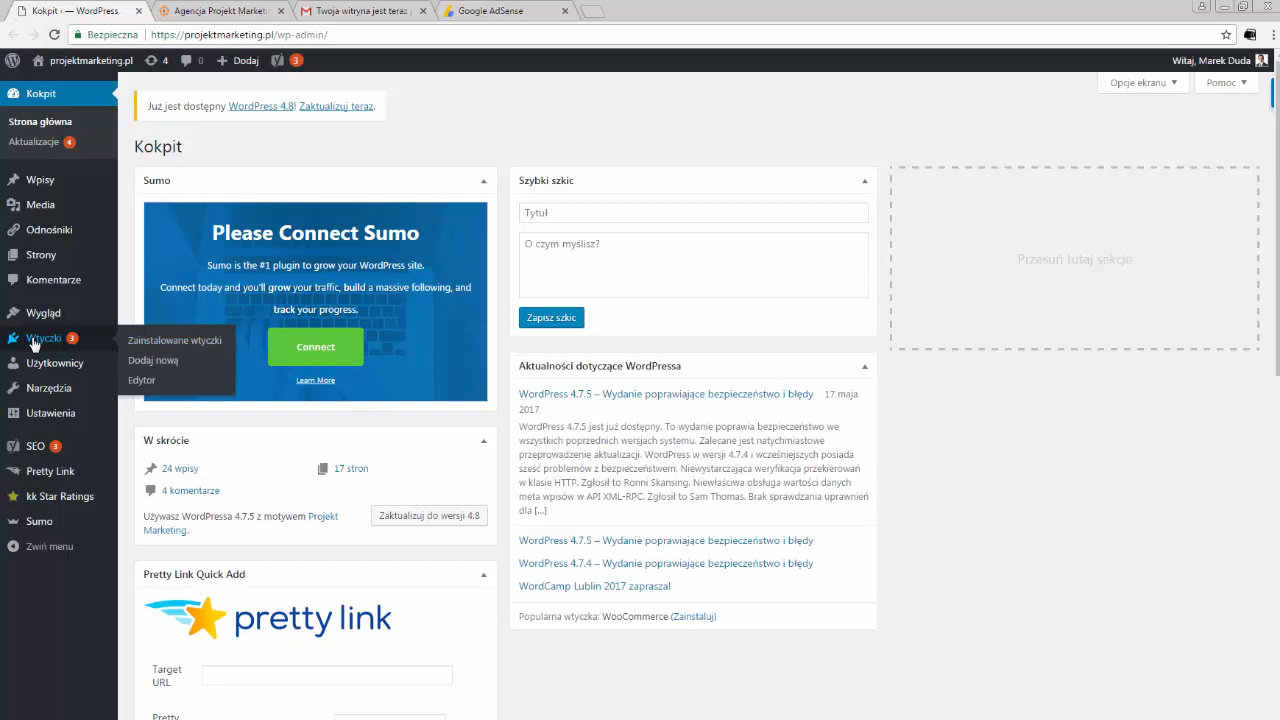 Kokpit ‹ — WordPress
Agencja Projekt Marketi
Twoja witryna jest teraz
Google AdSense
Bezpieczna
https://projektmarketing.pl/wp-admin/
projektmarketing.pl
4
0
Dodaj
3
Witaj, Marek Duda
Kokpit
Strona główna
Aktualizacje 4
Wpisy
Media
Odnośniki
Strony
Komentarze
Wygląd
Wtyczki 3
Użytkownicy
Narzędzia
Ustawienia
SEO 3
Pretty Link
kk Star Ratings
Sumo
Zwiń menu
Zainstalowane wtyczki
Dodaj nową
Edytor
Opcje ekranu
Pomoc
Już jest dostępny WordPress 4.8! Zaktualizuj teraz.
Kokpit
Sumo
Please Connect Sumo
Sumo is the #1 plugin to grow your WordPress site.
Connect today and you'll grow your traffic, build a massive following, and
track your progress.
Connect
Learn More
W skrócie
24 wpisy
17 stron
4 komentarze
Używasz WordPressa 4.7.5 z motywem Projekt
Marketing.
Zaktualizuj do wersji 4.8
Pretty Link Quick Add
pretty link
Target
URL
Pretty
Szybki szkic
Tytuł
O czym myślisz?
Zapisz szkic
Aktualności dotyczące WordPressa
WordPress 4.7.5 – Wydanie poprawiające bezpieczeństwo i błędy 17 maja
2017
WordPress 4.7.5 jest już dostępny. To wydanie poprawia bezpieczeństwo we
wszystkich poprzednich wersjach systemu. Zalecane jest natychmiastowe
przeprowadzenie aktualizacji. WordPress w wersji 4.7.4 i wcześniejszych posiada
sześć problemów z bezpieczeństwem: Niewystarczająca weryfikacja przekierowań
w klasie HTTP. Zgłosił to Ronni Skansing. Niewłaściwa obsługa wartości danych
meta wpisów w API XML-RPC. Zgłosił to Sam Thomas. Brak sprawdzania uprawnień
dla [...]
WordPress 4.7.5 – Wydanie poprawiające bezpieczeństwo i błędy
WordPress 4.7.4 – Wydanie poprawiające bezpieczeństwo i błędy
WordCamp Lublin 2017 zaprasza!
Popularna wtyczka: WooCommerce (Zainstaluj)
Przesuń tutaj sekcje